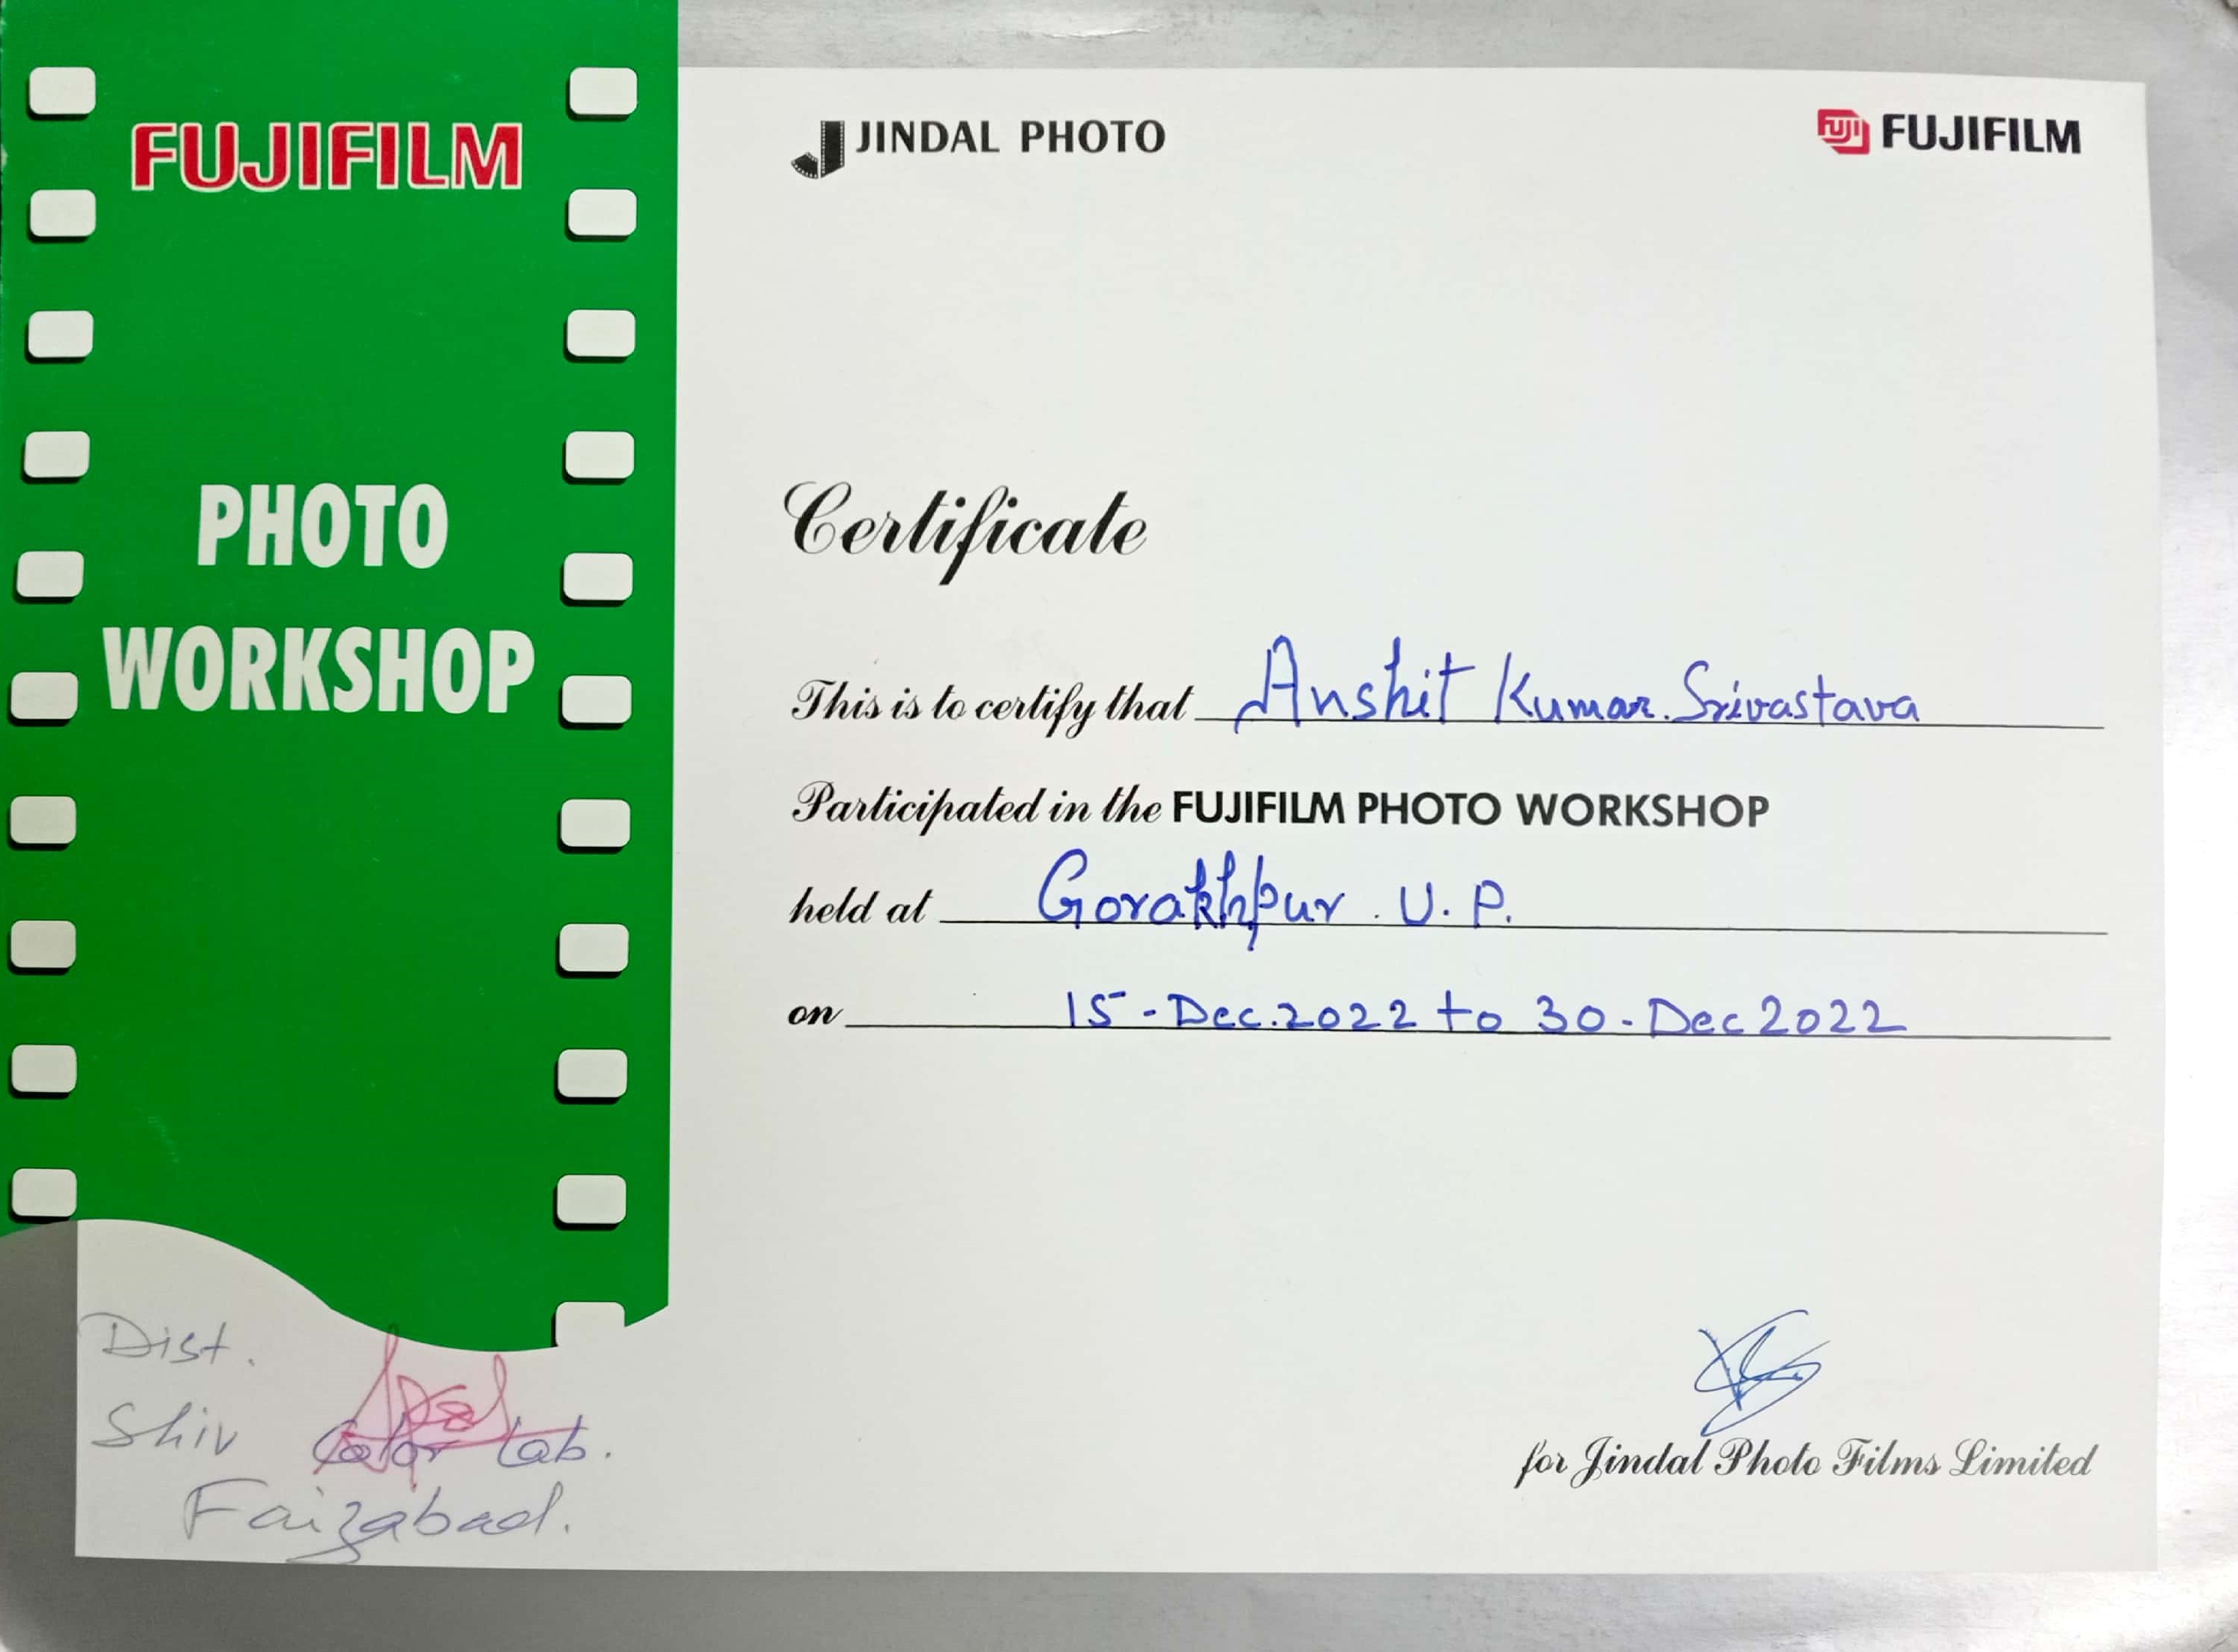 FUJIFILM
PHOTO
WORKSHOP
JINDAL PHOTO
FUJI FUJIFILM
Certificate
This is to certify that Anshit Kumar. Srivastava
Participated in the FUJIFILM PHOTO WORKSHOP
held at Gorakhpur. U. P.
on 15-Dec.2022 to 30-Dec 2022
for Jindal Photo Films Limited
Dist.
Shiv Color Lab.
Faizabad.